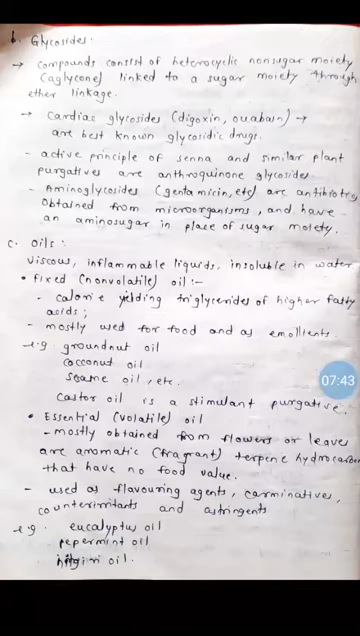 b. Glycosides.
→ compounds consist of heterocyclic nonsugar moiety
(aglycone) linked to a sugar moiety through
ether linkage.
→ Cardiac glycosides (digoxin, ouabain) →
are best known glycosidic drugs.
- active principle of senna and similar plant
purgatives are anthroquinone glycosides
- Aminoglycosides (gentamicin, etc) are antibiotics
obtained from microorganisms, and have
an aminosugar in place of sugar moiety.
c. Oils :
viscous, inflammable liquids, insoluble in water
• fixed (nonvolatile) oil :-
- calorie yielding triglycerides of higher fatty
acids ;
- mostly used for food and as emollients.
e.g. groundnut oil
cocconut oil
seame oil, etc.
07:43
castor oil is a stimulant purgative.
• Essential (volatile) oil
- mostly obtained from flowers or leaves
are aromatic (fragrant) terpene hydrocarbon
that have no food value.
- used as flavouring agents, carminatives,
counterirritants and astringents
e.g. eucalyptus oil
pepermint oil
nilgiri oil.